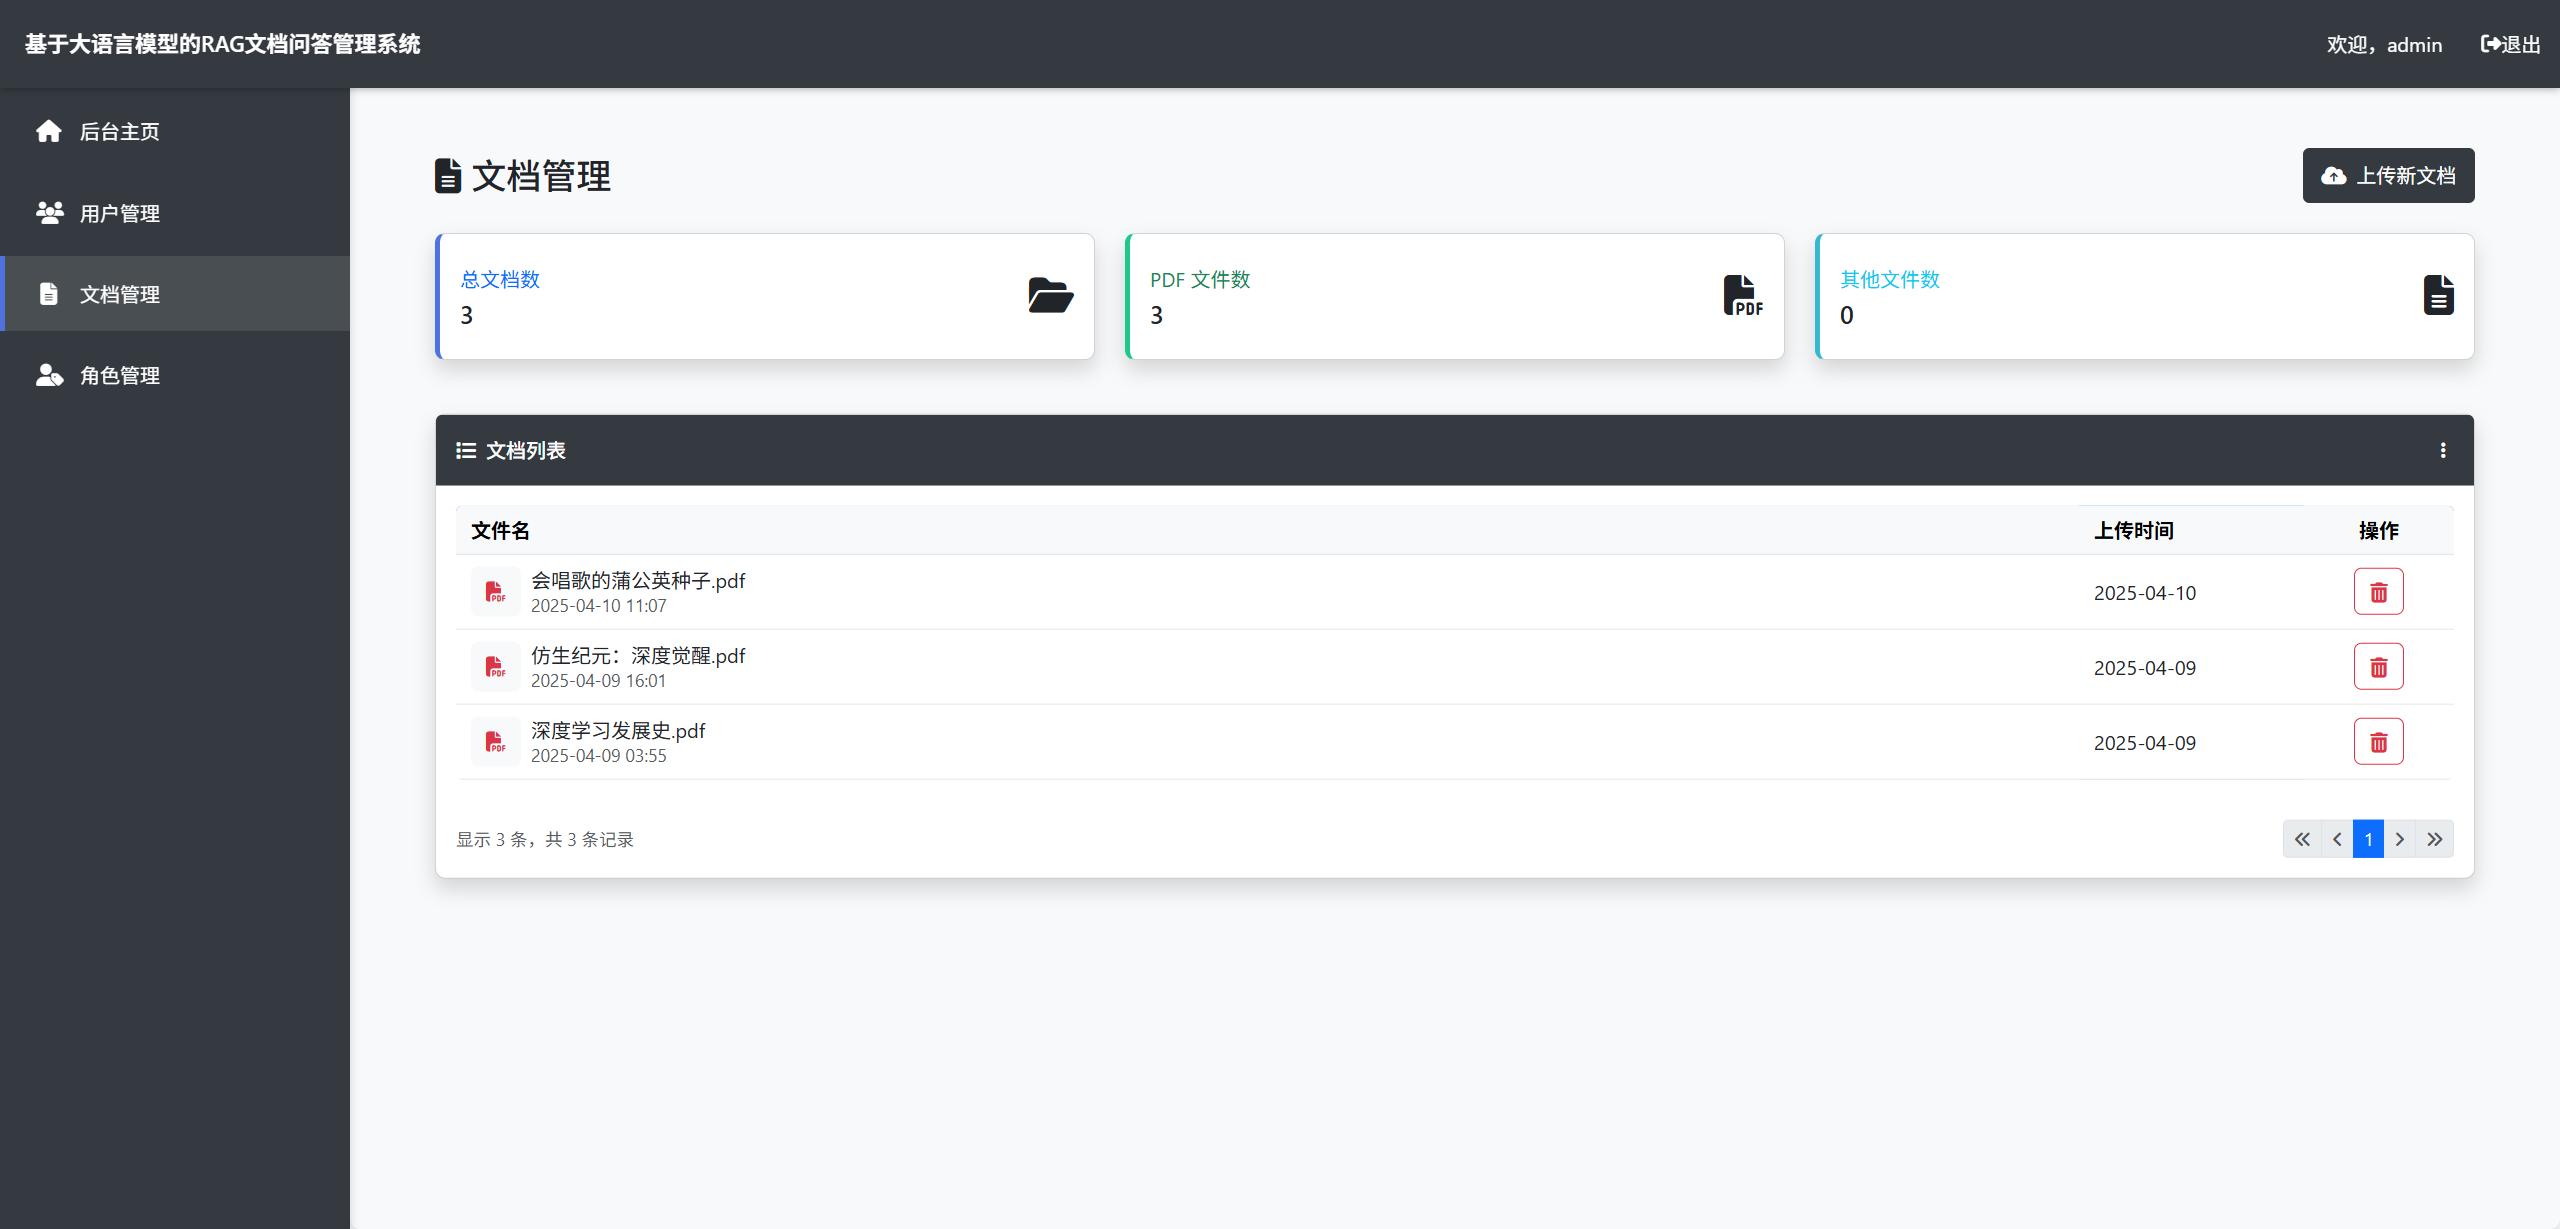 基于大语言模型的RAG文档问答管理系统
欢迎，admin
退出
后台主页
用户管理
文档管理
角色管理
文档管理
上传新文档
总文档数
3
PDF 文件数
3
PDF
其他文件数
0
文档列表
文件名 上传时间 操作
PDF 会唱歌的蒲公英种子.pdf
2025-04-10 11:07
2025-04-10
PDF 仿生纪元：深度觉醒.pdf
2025-04-09 16:01
2025-04-09
PDF 深度学习发展史.pdf
2025-04-09 03:55
2025-04-09
显示 3 条，共 3 条记录
« ‹ 1 › »